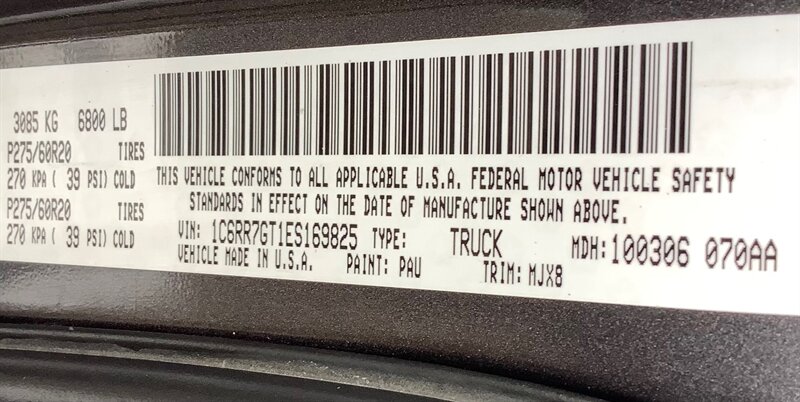 3085 KG 6800 LB
P275/60R20 TIRES
270 KPA ( 39 PSI) COLD
P275/60R20 TIRES
270 KPA ( 39 PSI) COLD
THIS VEHICLE CONFORMS TO ALL APPLICABLE U.S.A. FEDERAL MOTOR VEHICLE SAFETY
STANDARDS IN EFFECT ON THE DATE OF MANUFACTURE SHOWN ABOVE.
VIN: 1C6RR7GT1ES169825 TYPE: TRUCK MDH: 100306 070AA
VEHICLE MADE IN U.S.A. PAINT: PAU TRIM: MJX8